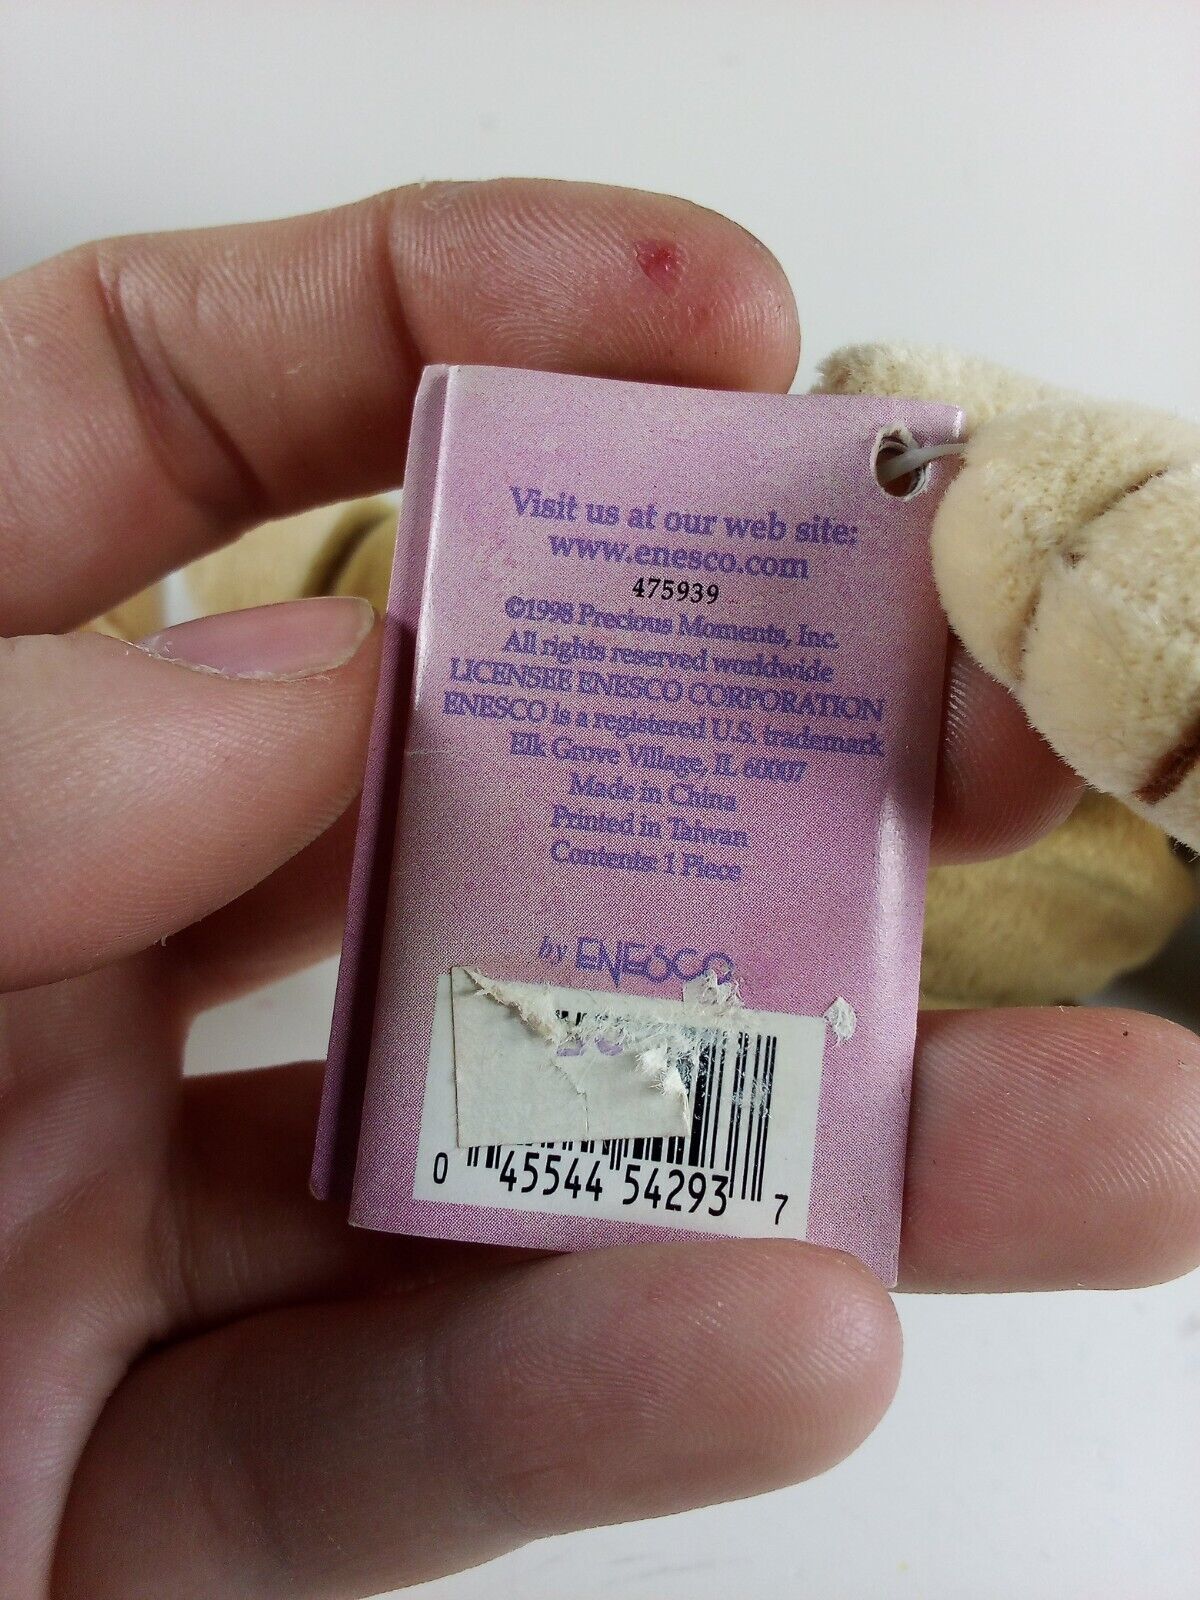 Visit us at our web site:
www.enesco.com
475939
©1998 Precious Moments, Inc.
All rights reserved worldwide
LICENSEE ENESCO CORPORATION
ENESCO is a registered U.S. trademark
Elk Grove Village, IL 60007
Made in China
Printed in Taiwan
Contents: 1 Piece
by ENESCO
0 45544 54293 7